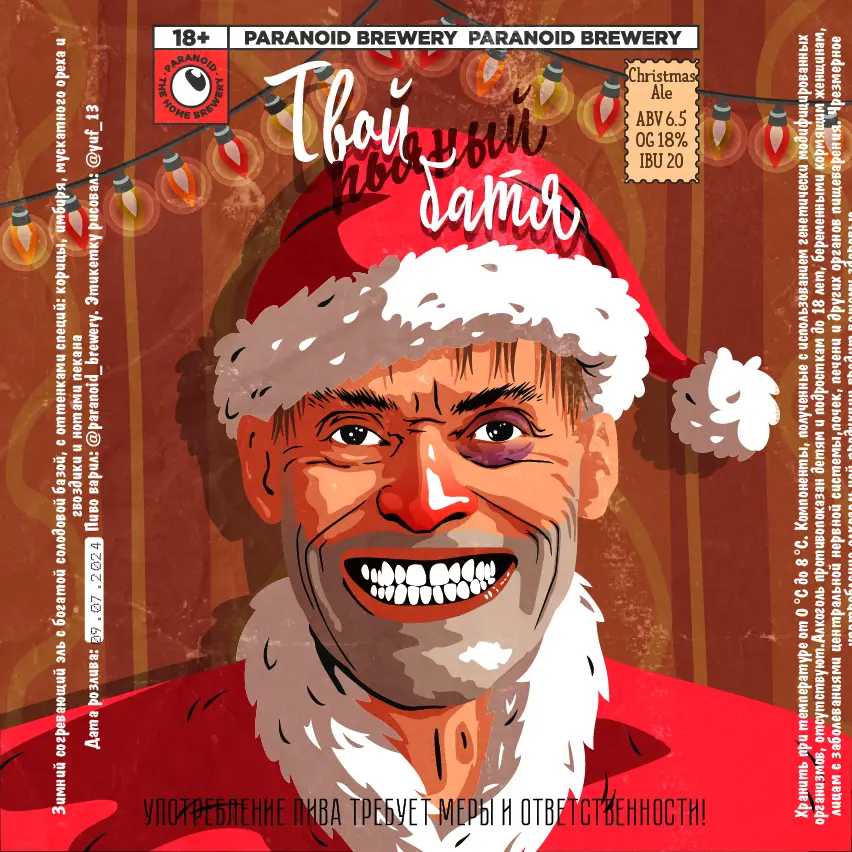 18+
PARANOID BREWERY PARANOID BREWERY
PARANOID
THE HOME BREWERY
Твой
пьяный
батя
Christmas
Ale
ABV 6.5
OG 18%
IBU 20
Зимний согревающий эль с богатой солодовой базой, с оттенками специй: корицы, имбиря, мускатного ореха и
гвоздики и нотами пекана
Дата розлива: 09.07.2024 Пиво варил: @paranoid_brewery. Этикетку рисовал: @yuf_13
Хранить при температуре от 0 °С до 8 °С. Компоненты, полученные с использованием генетически модифицированных
организмов, отсутствуют. Алкоголь противопоказан детам и подросткам до 18 лет, беременными кормящим женщинам,
лицам с заболеваниями центральной нервной системы, почек, печени и других органов пищеварения. Чрезмерное
УПОТРЕБЛЕНИЕ ПИВА ТРЕБУЕТ МЕРЫ И ОТВЕТСТВЕННОСТИ!